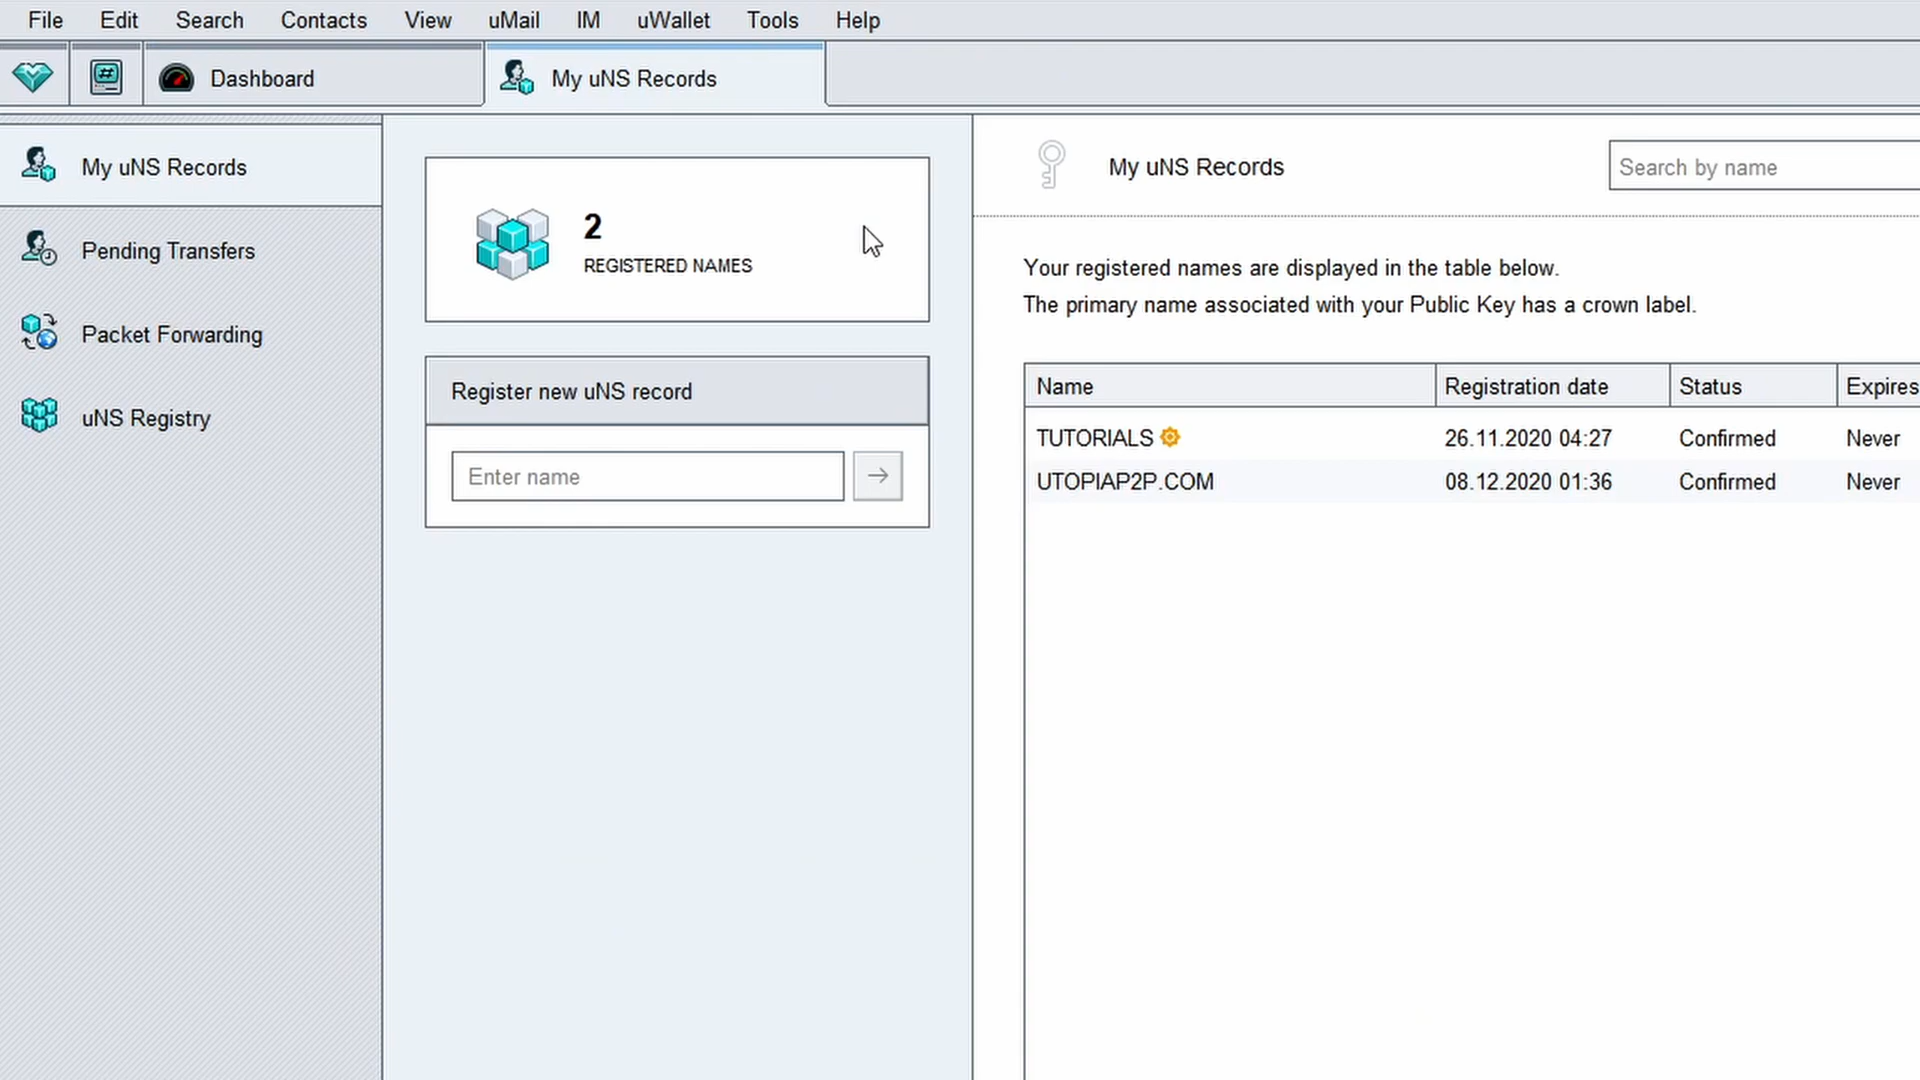 File Edit Search Contacts View uMail IM uWallet Tools Help
Dashboard My uNS Records
My uNS Records
Pending Transfers
Packet Forwarding
uNS Registry
2
REGISTERED NAMES
Register new uNS record
Enter name
My uNS Records
Search by name
Your registered names are displayed in the table below.
The primary name associated with your Public Key has a crown label.
Name Registration date Status Expires
TUTORIALS 26.11.2020 04:27 Confirmed Never
UTOPIAP2P.COM 08.12.2020 01:36 Confirmed Never